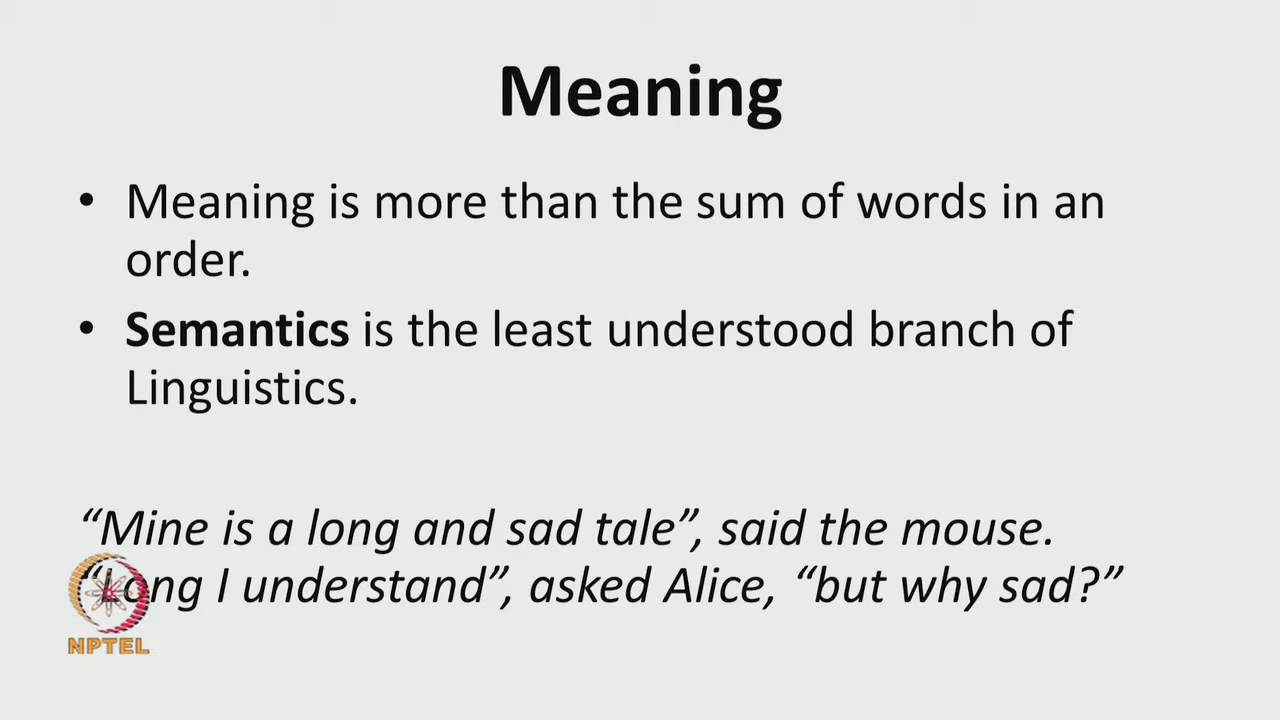 Meaning
• Meaning is more than the sum of words in an
order.
• Semantics is the least understood branch of
Linguistics.
“Mine is a long and sad tale”, said the mouse.
“Long I understand”, asked Alice, “but why sad?”
NPTEL